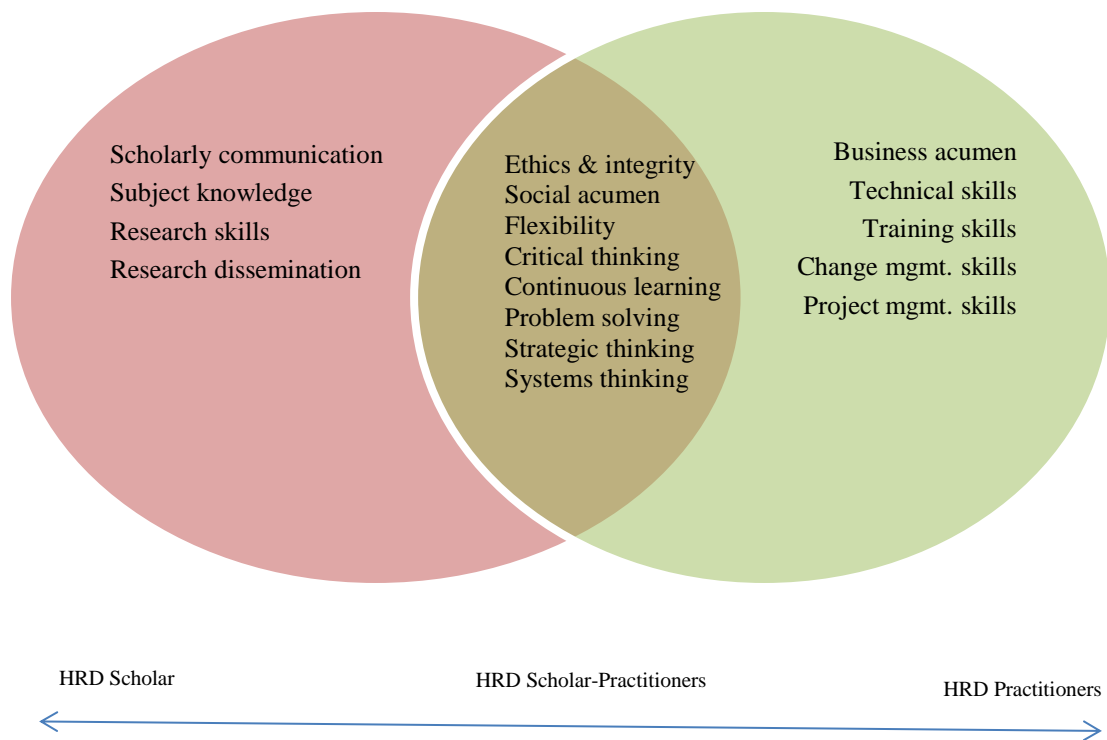 Scholarly communication
Subject knowledge
Research skills
Research dissemination
Ethics & integrity
Social acumen
Flexibility
Critical thinking
Continuous learning
Problem solving
Strategic thinking
Systems thinking
Business acumen
Technical skills
Training skills
Change mgmt. skills
Project mgmt. skills
HRD Scholar
HRD Scholar-Practitioners
HRD Practitioners